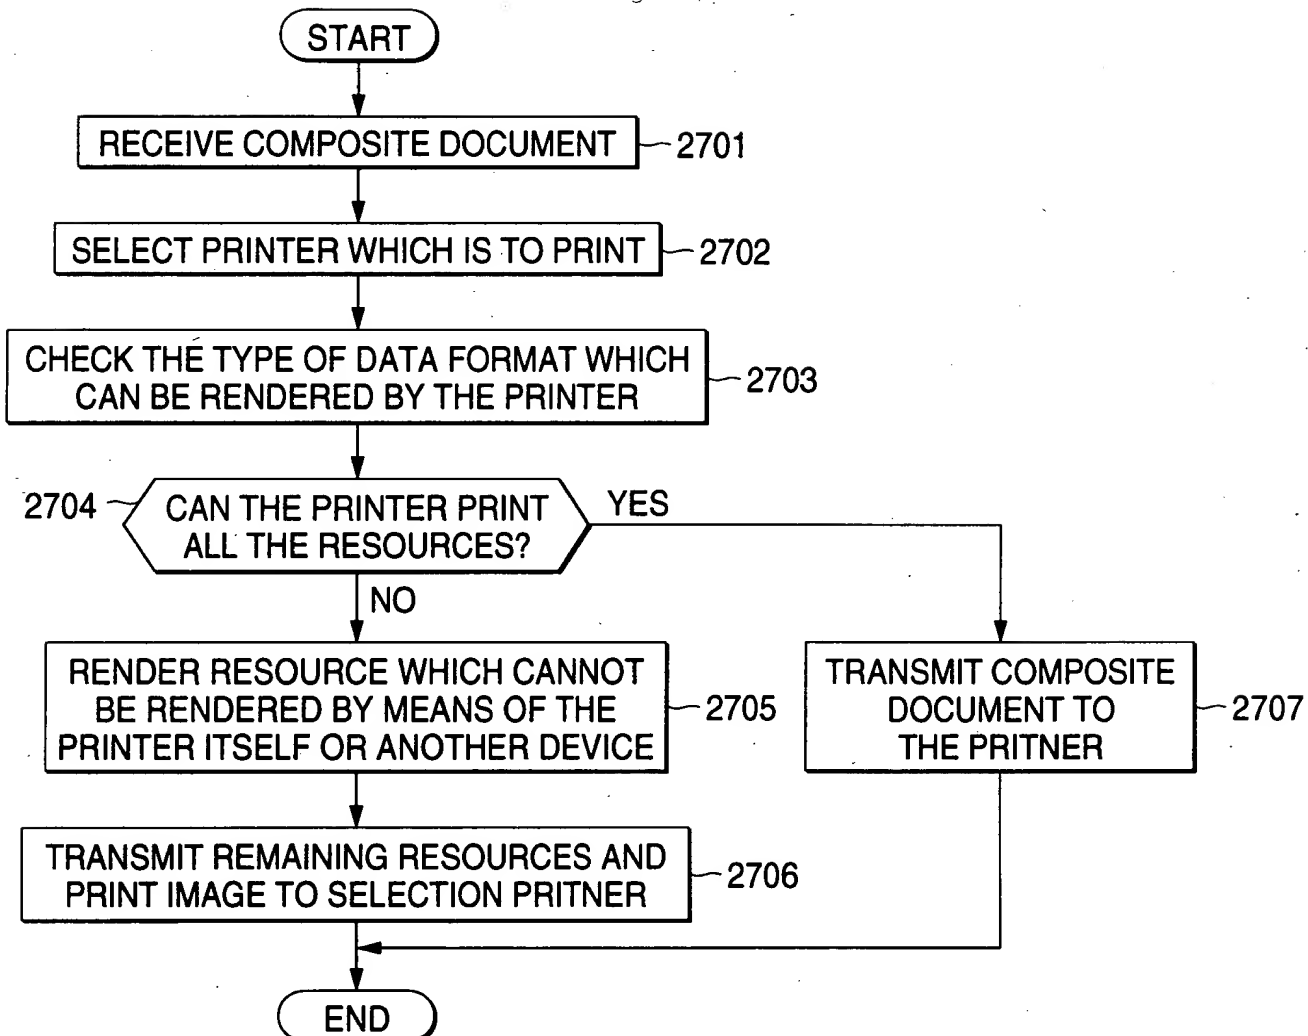 START
RECEIVE COMPOSITE DOCUMENT
2701
SELECT PRINTER WHICH IS TO PRINT
2702
CHECK THE TYPE OF DATA FORMAT WHICH
CAN BE RENDERED BY THE PRINTER
2703
2704
CAN THE PRINTER PRINT
ALL THE RESOURCES?
YES
NO
RENDER RESOURCE WHICH CANNOT
BE RENDERED BY MEANS OF THE
PRINTER ITSELF OR ANOTHER DEVICE
2705
TRANSMIT COMPOSITE
DOCUMENT TO
THE PRITNER
2707
TRANSMIT REMAINING RESOURCES AND
PRINT IMAGE TO SELECTION PRITNER
2706
END